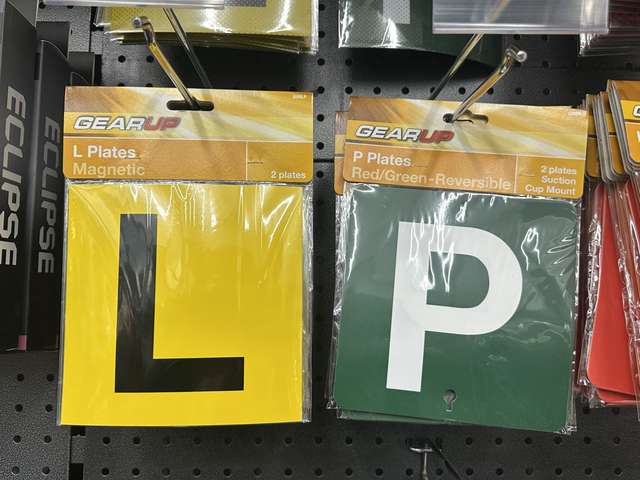 ECLIPSE
ECLIPSE
GEARUP
L Plates
Magnetic
2 plates
L
GEARUP
P Plates
Red/Green-Reversible
2 plates
Suction
Cup Mount
P